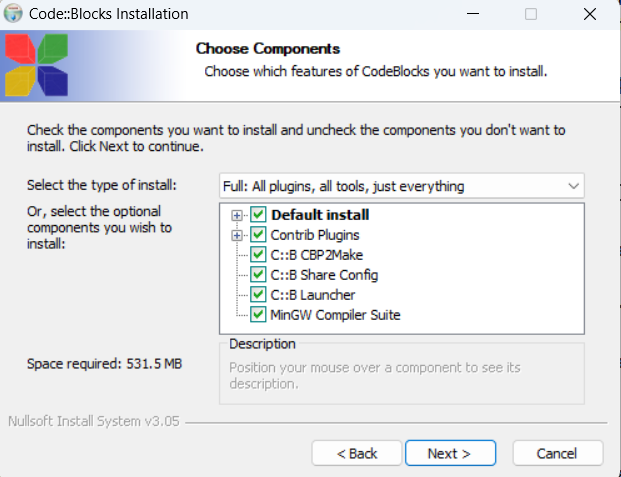 Code::Blocks Installation
Choose Components
Choose which features of CodeBlocks you want to install.
Check the components you want to install and uncheck the components you don't want to
install. Click Next to continue.
Select the type of install:
Full: All plugins, all tools, just everything
Or, select the optional
components you wish to
install:
Default install
Contrib Plugins
C::B CBP2Make
C::B Share Config
C::B Launcher
MinGW Compiler Suite
Space required: 531.5 MB
Description
Position your mouse over a component to see its
description.
Nullsoft Install System v3.05
< Back
Next >
Cancel